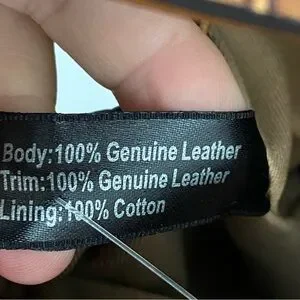 Body:100% Genuine Leather
Trim:100% Genuine Leather
Lining:100% Cotton